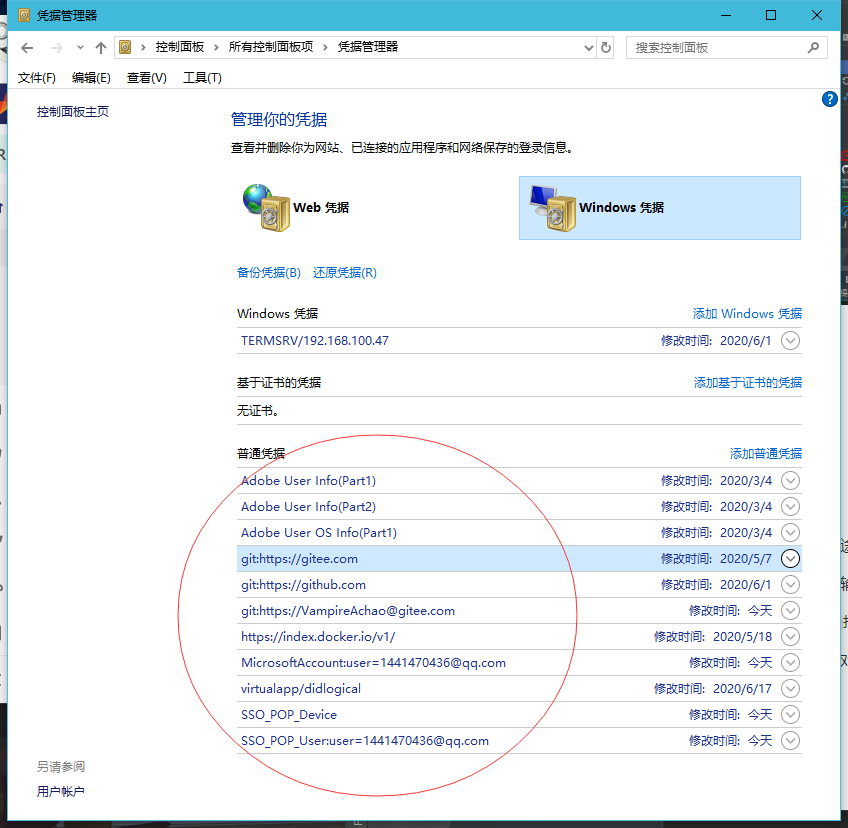 凭据管理器
控制面板 › 所有控制面板项 › 凭据管理器
搜索控制面板
文件(F) 编辑(E) 查看(V) 工具(T)
控制面板主页
管理你的凭据
查看并删除你为网站、已连接的应用程序和网络保存的登录信息。
Web 凭据
Windows 凭据
备份凭据(B) 还原凭据(R)
Windows 凭据 添加 Windows 凭据
TERMSRV/192.168.100.47 修改时间: 2020/6/1
基于证书的凭据 添加基于证书的凭据
无证书。
普通凭据 添加普通凭据
Adobe User Info(Part1) 修改时间: 2020/3/4
Adobe User Info(Part2) 修改时间: 2020/3/4
Adobe User OS Info(Part1) 修改时间: 2020/3/4
git:https://gitee.com 修改时间: 2020/5/7
git:https://github.com 修改时间: 2020/6/1
git:https://VampireAchao@gitee.com 修改时间: 今天
https://index.docker.io/v1/ 修改时间: 2020/5/18
MicrosoftAccount:user=1441470436@qq.com 修改时间: 今天
virtualapp/didlogical 修改时间: 2020/6/17
SSO_POP_Device 修改时间: 今天
SSO_POP_User:user=1441470436@qq.com 修改时间: 今天
另请参阅
用户帐户